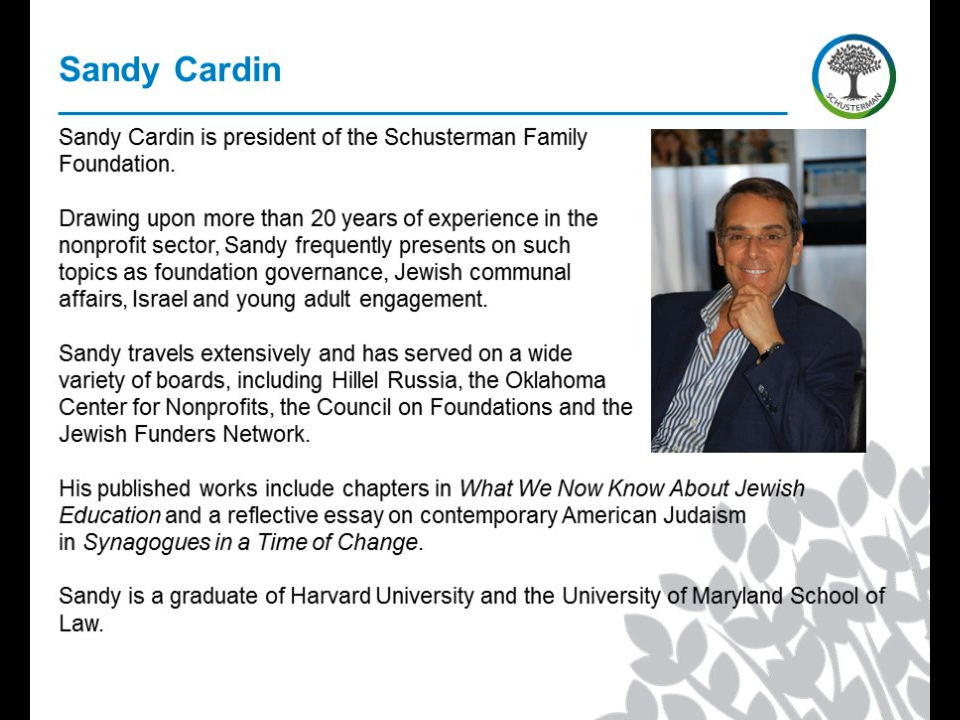 Sandy Cardin
SCHUSTERMAN
Sandy Cardin is president of the Schusterman Family
Foundation.
Drawing upon more than 20 years of experience in the
nonprofit sector, Sandy frequently presents on such
topics as foundation governance, Jewish communal
affairs, Israel and young adult engagement.
Sandy travels extensively and has served on a wide
variety of boards, including Hillel Russia, the Oklahoma
Center for Nonprofits, the Council on Foundations and the
Jewish Funders Network.
His published works include chapters in What We Now Know About Jewish
Education and a reflective essay on contemporary American Judaism
in Synagogues in a Time of Change.
Sandy is a graduate of Harvard University and the University of Maryland School of
Law.